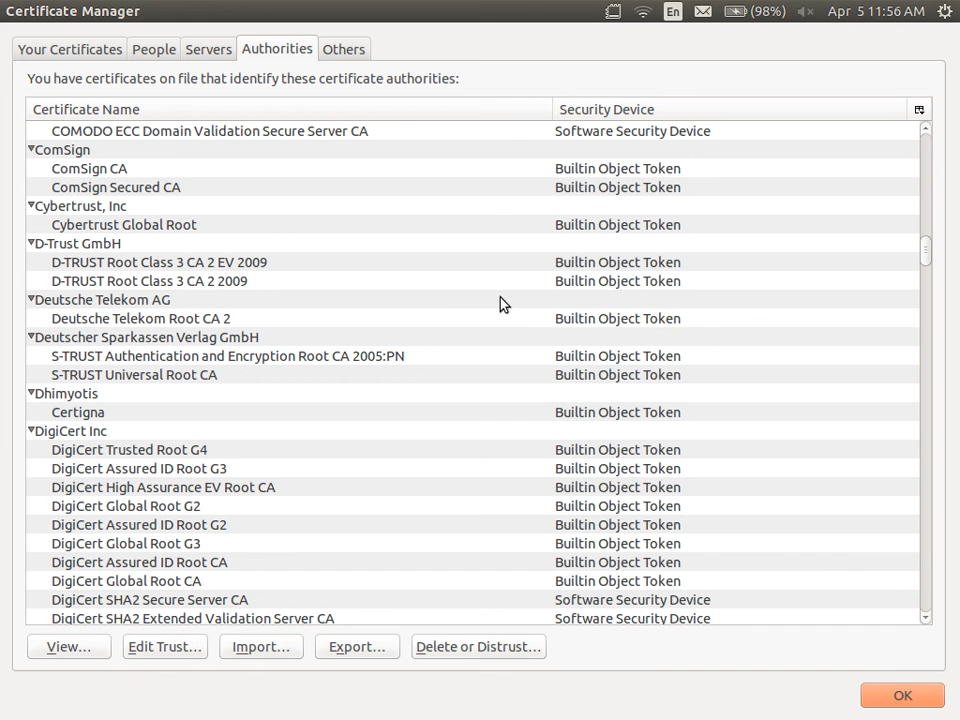 Certificate Manager En (98%) Apr 5 11:56 AM
Your Certificates People Servers Authorities Others
You have certificates on file that identify these certificate authorities:
Certificate Name Security Device
COMODO ECC Domain Validation Secure Server CA Software Security Device
ComSign
ComSign CA Builtin Object Token
ComSign Secured CA Builtin Object Token
Cybertrust, Inc
Cybertrust Global Root Builtin Object Token
D-Trust GmbH
D-TRUST Root Class 3 CA 2 EV 2009 Builtin Object Token
D-TRUST Root Class 3 CA 2 2009 Builtin Object Token
Deutsche Telekom AG
Deutsche Telekom Root CA 2 Builtin Object Token
Deutscher Sparkassen Verlag GmbH
S-TRUST Authentication and Encryption Root CA 2005:PN Builtin Object Token
S-TRUST Universal Root CA Builtin Object Token
Dhimyotis
Certigna Builtin Object Token
DigiCert Inc
DigiCert Trusted Root G4 Builtin Object Token
DigiCert Assured ID Root G3 Builtin Object Token
DigiCert High Assurance EV Root CA Builtin Object Token
DigiCert Global Root G2 Builtin Object Token
DigiCert Assured ID Root G2 Builtin Object Token
DigiCert Global Root G3 Builtin Object Token
DigiCert Assured ID Root CA Builtin Object Token
DigiCert Global Root CA Builtin Object Token
DigiCert SHA2 Secure Server CA Software Security Device
DigiCert SHA2 Extended Validation Server CA Software Security Device
View... Edit Trust... Import... Export... Delete or Distrust...
OK